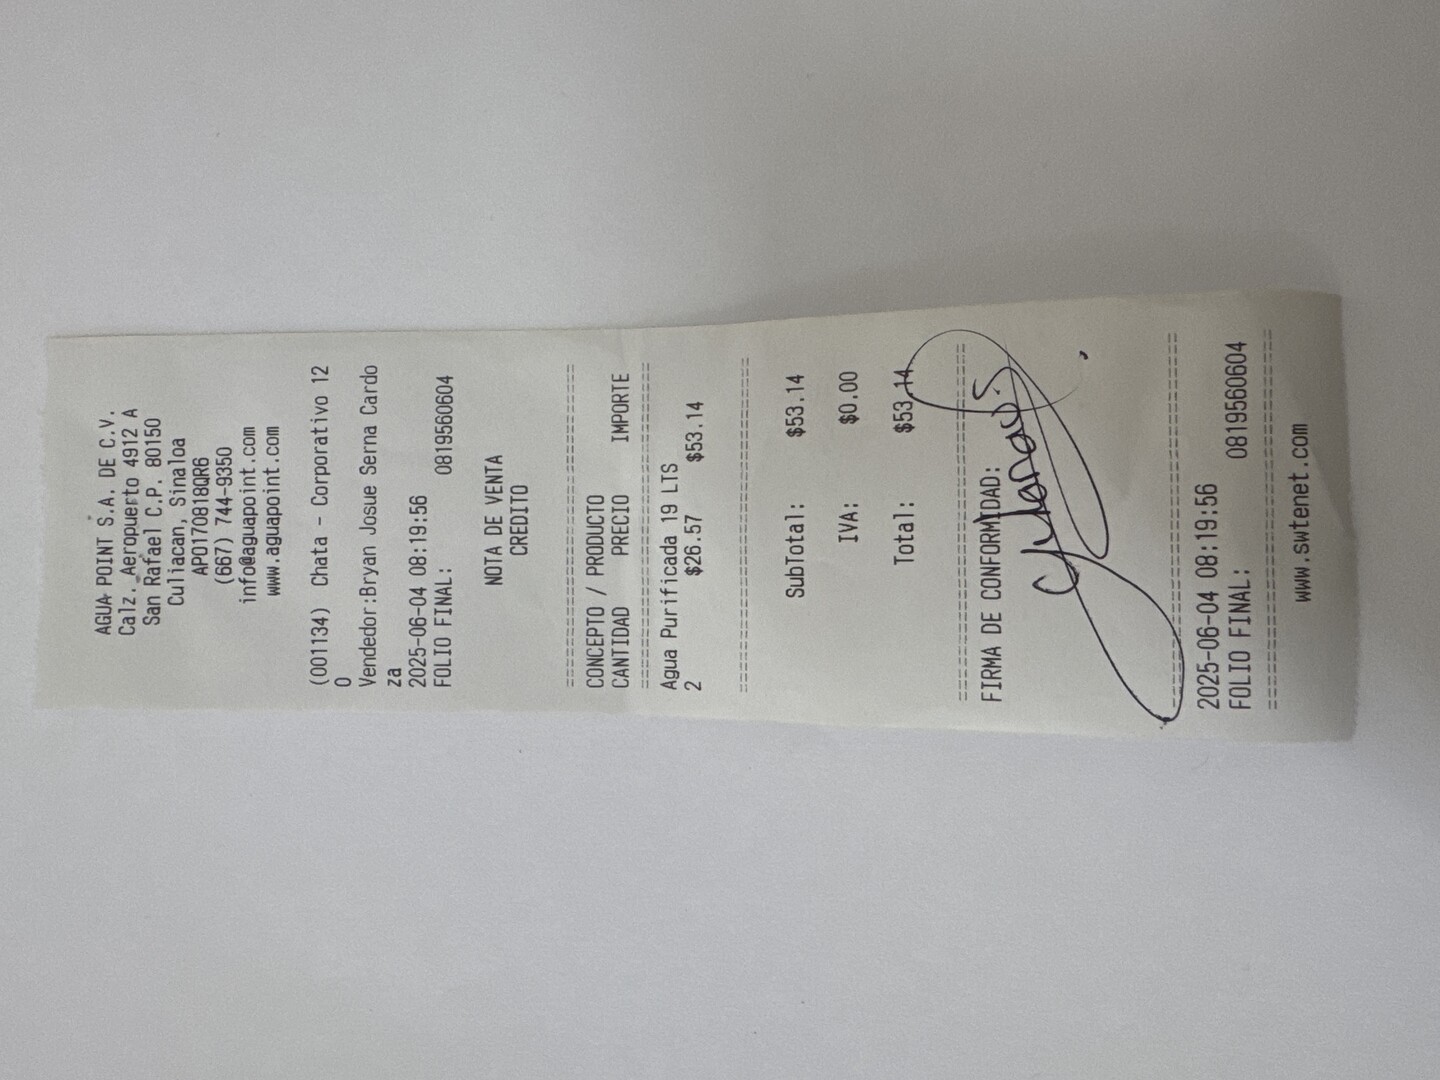 AGUA POINT S.A. DE C.V.
Calz. Aeropuerto 4912 A
San Rafael C.P. 80150
Culiacan, Sinaloa
APO170818QR6
(667) 744-9350
info@aguapoint.com
www.aguapoint.com
(001134) Chata - Corporativo 12
0
Vendedor:Bryan Josue Serna Cardo
za
2025-06-04 08:19:56
FOLIO FINAL: 0819560604
NOTA DE VENTA
CREDITO
================================
CONCEPTO / PRODUCTO
CANTIDAD PRECIO IMPORTE
================================
Agua Purificada 19 LTS
2 $26.57 $53.14
================================
SubTotal: $53.14
IVA: $0.00
Total: $53.14
================================
FIRMA DE CONFORMIDAD:
================================
2025-06-04 08:19:56
FOLIO FINAL: 0819560604
================================
www.swtenet.com